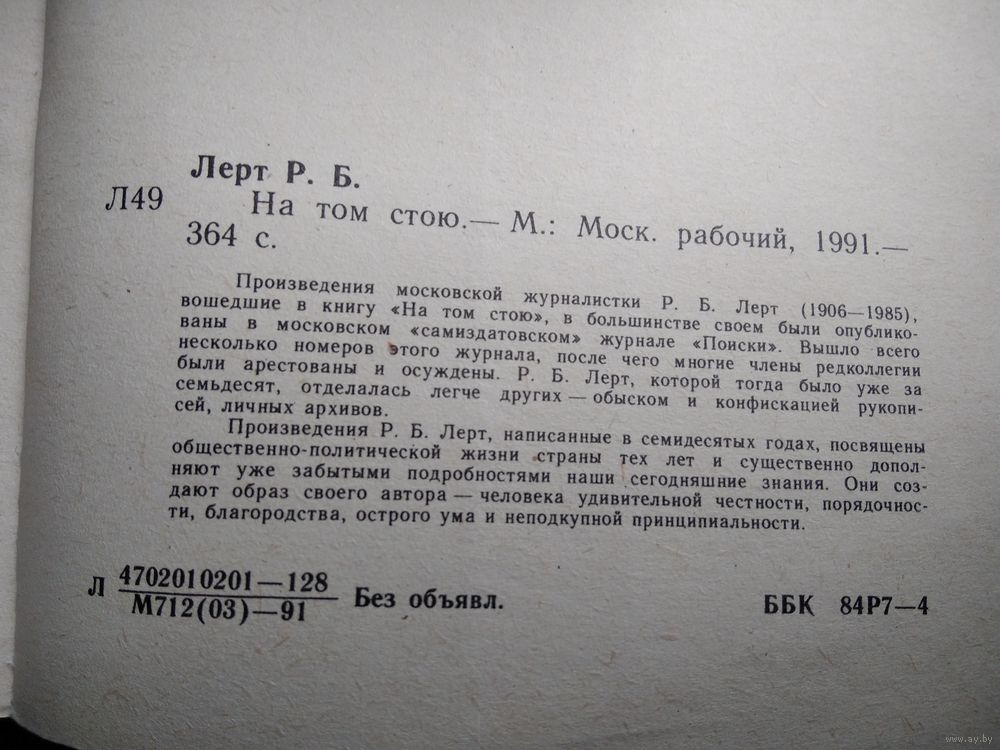 Лерт Р. Б.
Л49 На том стою.— М.: Моск. рабочий, 1991.—
364 с.
Произведения московской журналистки Р. Б. Лерт (1906—1985),
вошедшие в книгу «На том стою», в большинстве своем были опублико-
ваны в московском «самиздатовском» журнале «Поиски». Вышло всего
несколько номеров этого журнала, после чего многие члены редколлегии
были арестованы и осуждены. Р. Б. Лерт, которой тогда было уже за
семьдесят, отделалась легче других — обыском и конфискацией рукопи-
сей, личных архивов.
Произведения Р. Б. Лерт, написанные в семидесятых годах, посвящены
общественно-политической жизни страны тех лет и существенно допол-
няют уже забытыми подробностями наши сегодняшние знания. Они соз-
дают образ своего автора — человека удивительной честности, порядочнос-
ти, благородства, острого ума и неподкупной принципиальности.
Л 4702010201—128
М712(03)—91 Без объявл. ББК 84Р7—4
www.ay.by